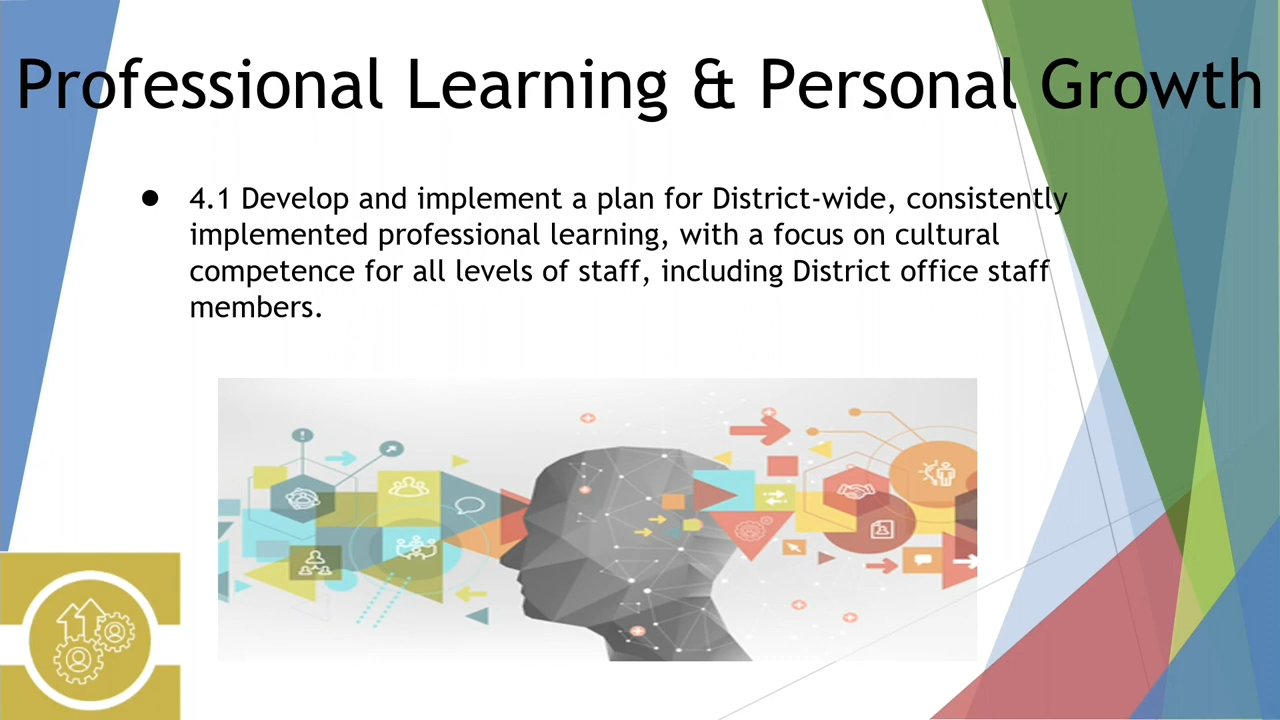 Professional Learning & Personal Growth
● 4.1 Develop and implement a plan for District-wide, consistently
implemented professional learning, with a focus on cultural
competence for all levels of staff, including District office staff
members.